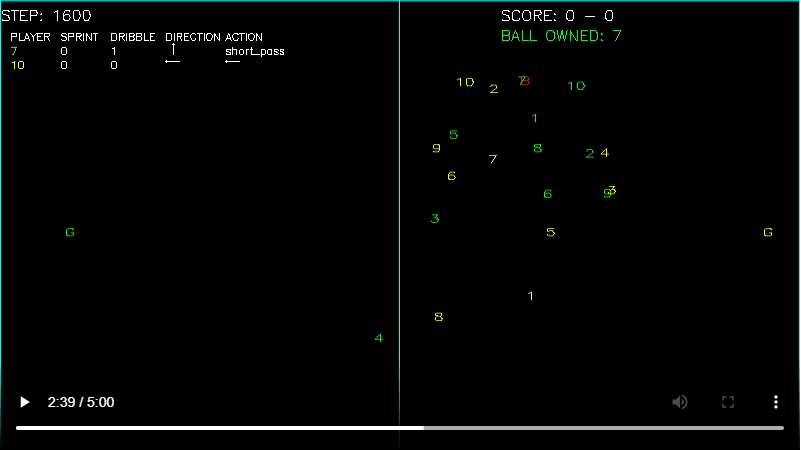 STEP: 1600
SCORE: 0 - 0
PLAYER SPRINT DRIBBLE DIRECTION ACTION
BALL OWNED: 7
7 0 1 ↑ short_pass
10 0 0 ← ←
10 2 7 10
1
5
9 8 2 4
7
6
6 9 3
3
G 5 G
1
8
4
2:39 / 5:00